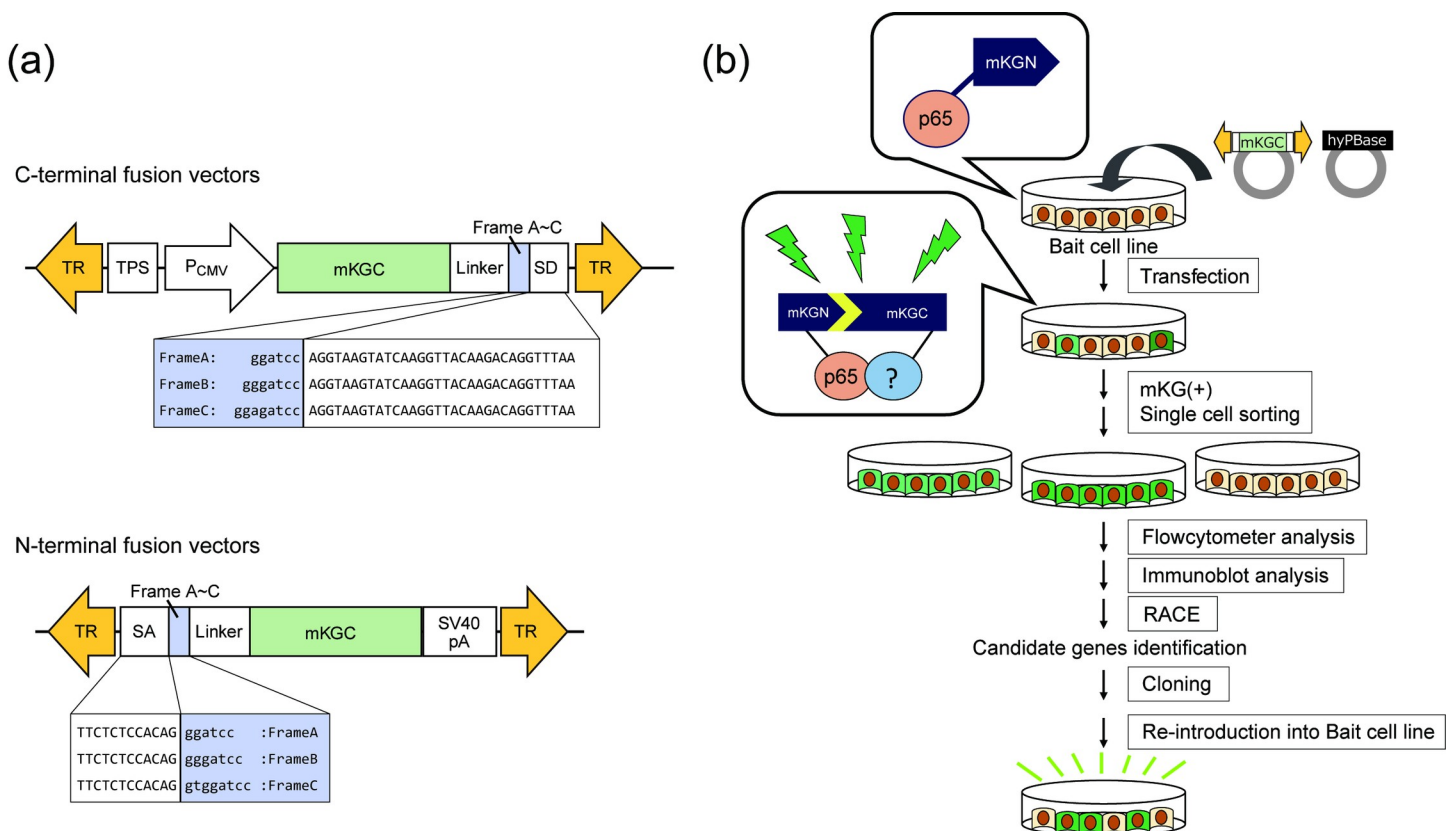 (a)
C-terminal fusion vectors
Frame A~C
TR
TPS
PCMV
mKGC
Linker
SD
TR
FrameA: ggatcc AGGTAAGTATCAAGGTTACAAGACAGGTTTAA
FrameB: gggatcc AGGTAAGTATCAAGGTTACAAGACAGGTTTAA
FrameC: ggagatcc AGGTAAGTATCAAGGTTACAAGACAGGTTTAA
N-terminal fusion vectors
Frame A~C
TR
SA
Linker
mKGC
SV40
pA
TR
TTCTCTCCACAG ggatcc :FrameA
TTCTCTCCACAG gggatcc :FrameB
TTCTCTCCACAG gtggatcc :FrameC
(b)
mKGN
p65
mKGC
hyPBase
Bait cell line
Transfection
mKGN
mKGC
p65
?
mKG(+)
Single cell sorting
Flowcytometer analysis
Immunoblot analysis
RACE
Candidate genes identification
Cloning
Re-introduction into Bait cell line